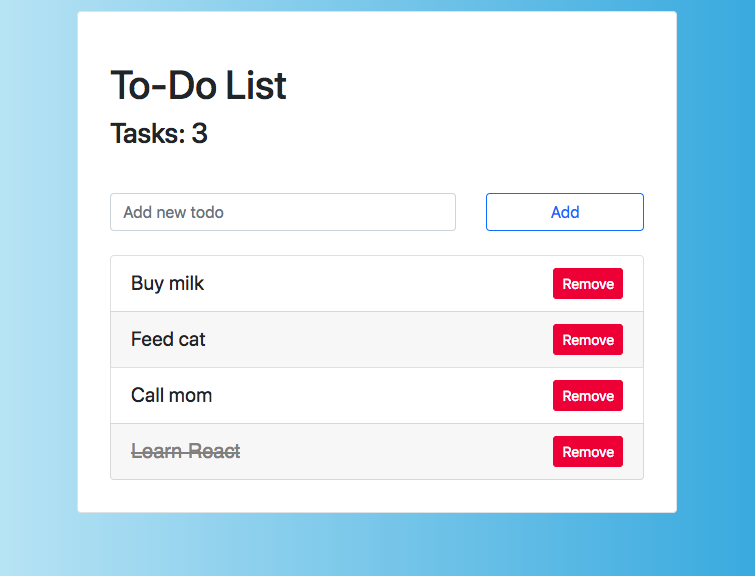 To-Do List
Tasks: 3
Add new todo Add
Buy milk Remove
Feed cat Remove
Call mom Remove
Learn React Remove